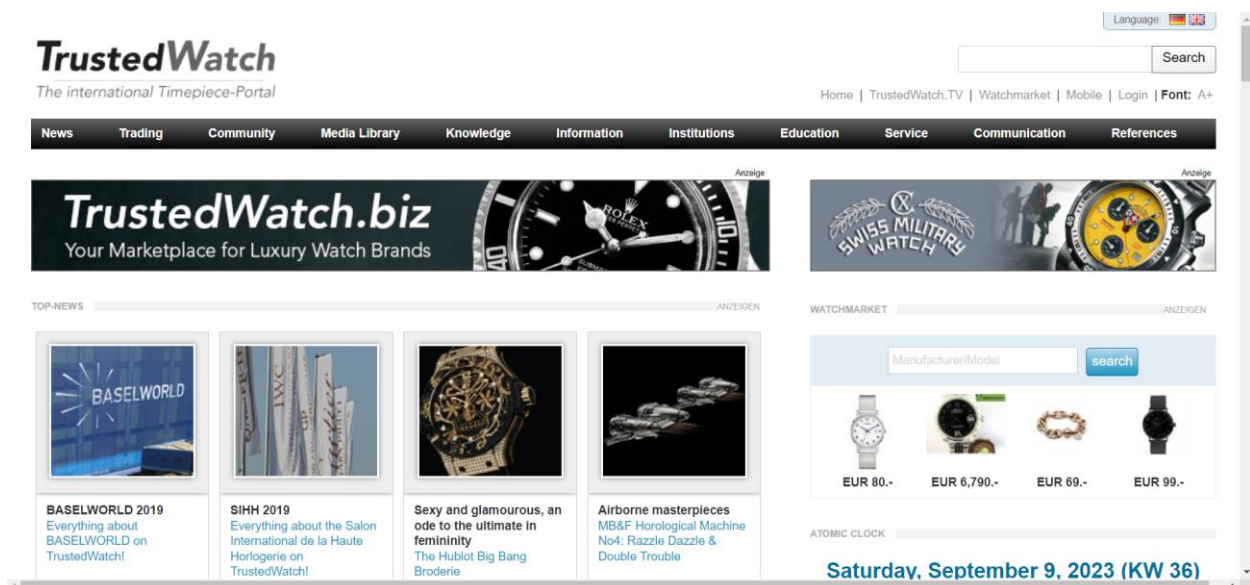 Language:
TrustedWatch
The international Timepiece-Portal
Search
Home | TrustedWatch.TV | Watchmarket | Mobile | Login | Font: A+
News Trading Community Media Library Knowledge Information Institutions Education Service Communication References
Anzeige
TrustedWatch.biz
Your Marketplace for Luxury Watch Brands
ROLEX
Anzeige
CX
SWISS MILITARY
WATCH
TOP-NEWS
ANZEIGEN
WATCHMARKET
ANZEIGEN
Manufacturer/Model
search
BASELWORLD
IWC
EUR 80.- EUR 6,790.- EUR 69.- EUR 99.-
BASELWORLD 2019
Everything about
BASELWORLD on
TrustedWatch!
SIHH 2019
Everything about the Salon
International de la Haute
Horlogerie on
TrustedWatch!
Sexy and glamourous, an
ode to the ultimate in
femininity
The Hublot Big Bang
Broderie
Airborne masterpieces
MB&F Horological Machine
No4: Razzle Dazzle &
Double Trouble
ATOMIC CLOCK
Saturday, September 9, 2023 (KW 36)